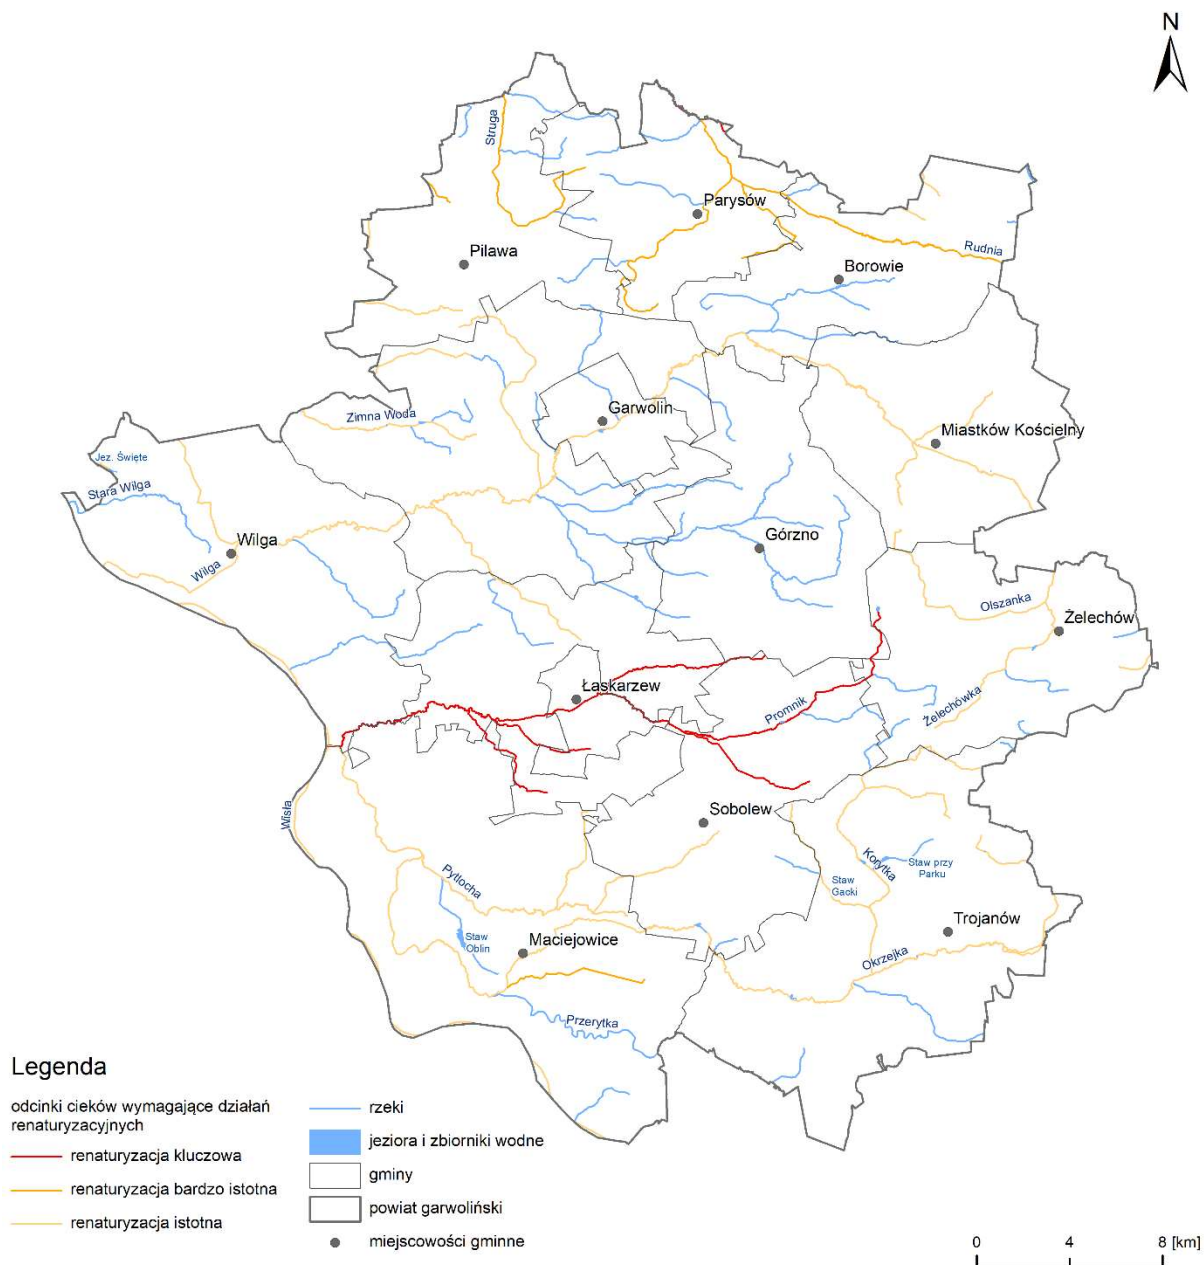 N
Struga
Parysów
Pilawa
Rudnia
Borowie
Garwolin
Zimna Woda
Miastków Kościelny
Jez. Święte
Stara Wilga
Wilga
Górzno
Wilga
Olszanka
Żelechów
Łaskarzew
Promnik
Żelechówka
Wisła
Sobolew
Korytka
Staw przy
Parku
Pytlocha
Staw
Gacki
Trojanów
Staw
Oblin
Maciejowice
Okrzejka
Przerytka
Legenda
odcinki cieków wymagające działań
renaturyzacyjnych
renaturyzacja kluczowa
renaturyzacja bardzo istotna
renaturyzacja istotna
rzeki
jeziora i zbiorniki wodne
gminy
powiat garwoliński
miejscowości gminne
0 4 8 [km]